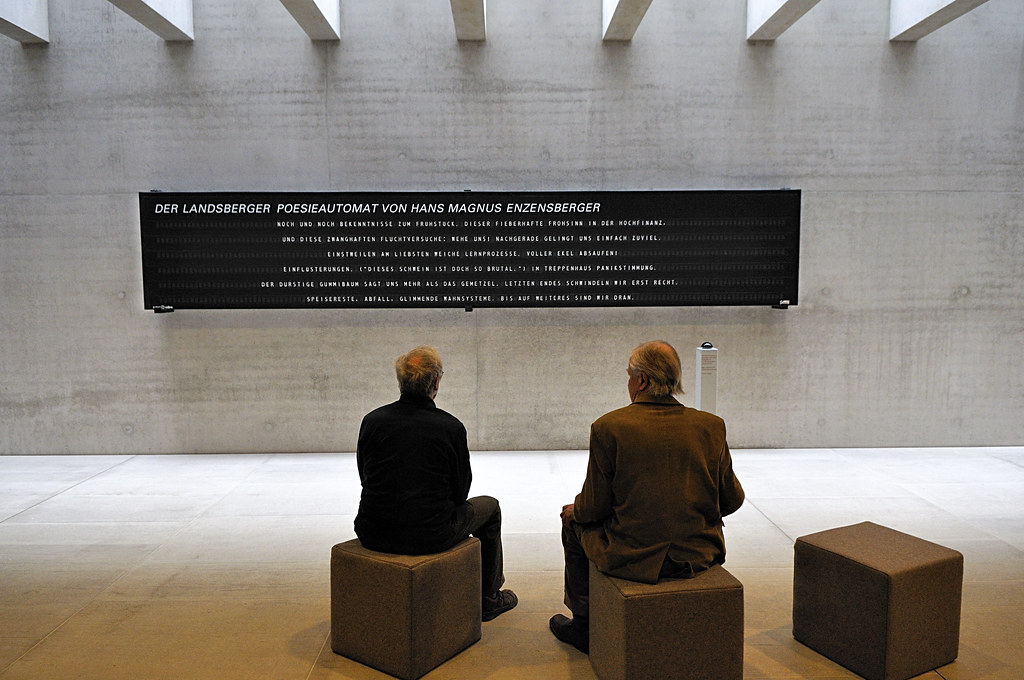 DER LANDSBERGER POESIEAUTOMAT VON HANS MAGNUS ENZENSBERGER
NOCH UND NOCH BEKENNTNISSE ZUM FRÜHSTÜCK. DIESER FIEBERHAFTE FROHSINN IN DER HOCHFINANZ,
UND DIESE ZWANGHAFTEN FLUCHTVERSUCHE: WEHE UNS! NACHGERADE GELINGT UNS EINFACH ZUVIEL.
EINSTWEILEN AM LIEBSTEN WEICHE LERNPROZESSE, VOLLER EKEL ABSAUFEN!
EINFLÜSTERUNGEN, ("DIESES SCHWEIN IST DOCH SO BRUTAL.") IM TREPPENHAUS PANIKSTIMMUNG.
DER DURSTIGE GUMMIBAUM SAGT UNS MEHR ALS DAS GEMETZEL. LETZTEN ENDES SCHWINDELN WIR ERST RECHT.
SPEISERESTE, ABFALL, GLIMMENDE WAHNSYSTEME. BIS AUF WEITERES SIND WIR DRAN.